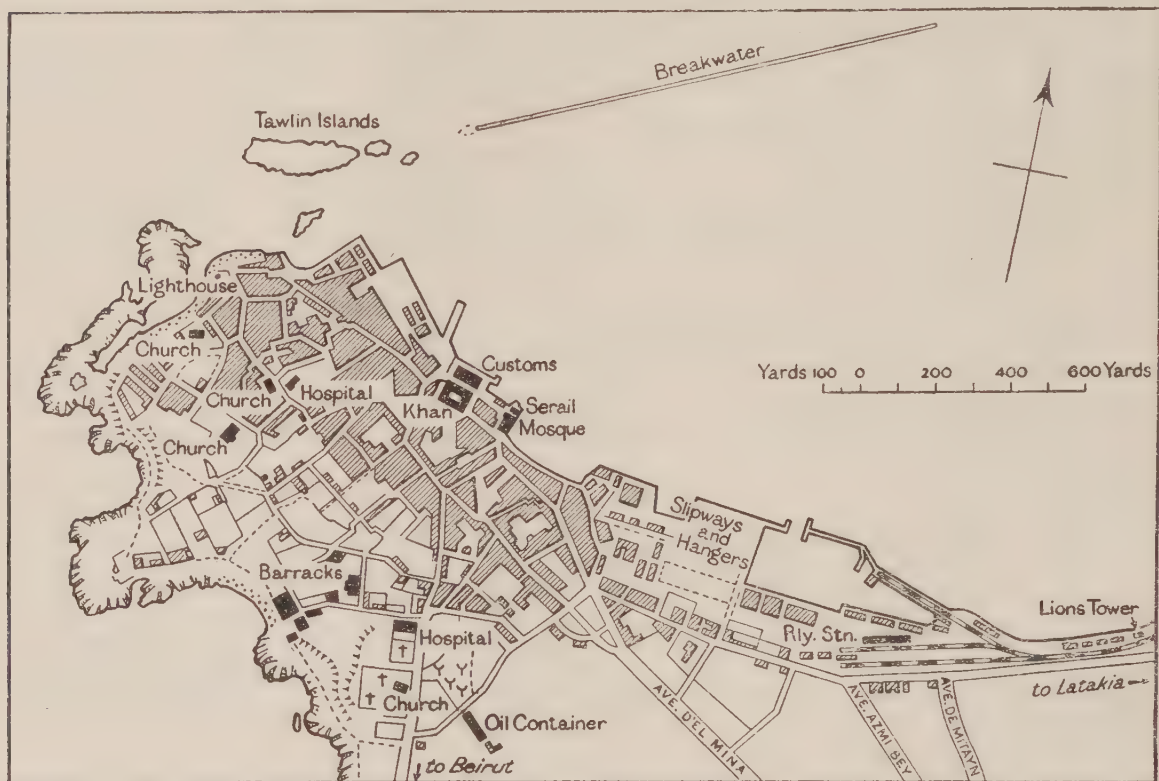 Breakwater
Tawlin Islands
Lighthouse
Church
Church
Hospital
Church
Khan
Customs
Serail
Mosque
Yards 100 0 200 400 600 Yards
Slipways
and
Hangers
Barracks
Hospital
Church
Oil Container
to Beirut
Rly. Stn.
Lions Tower
to Latakia
AVE. D'EL MINA
AVE. AZMI BEY
AVE. DE MITAYN